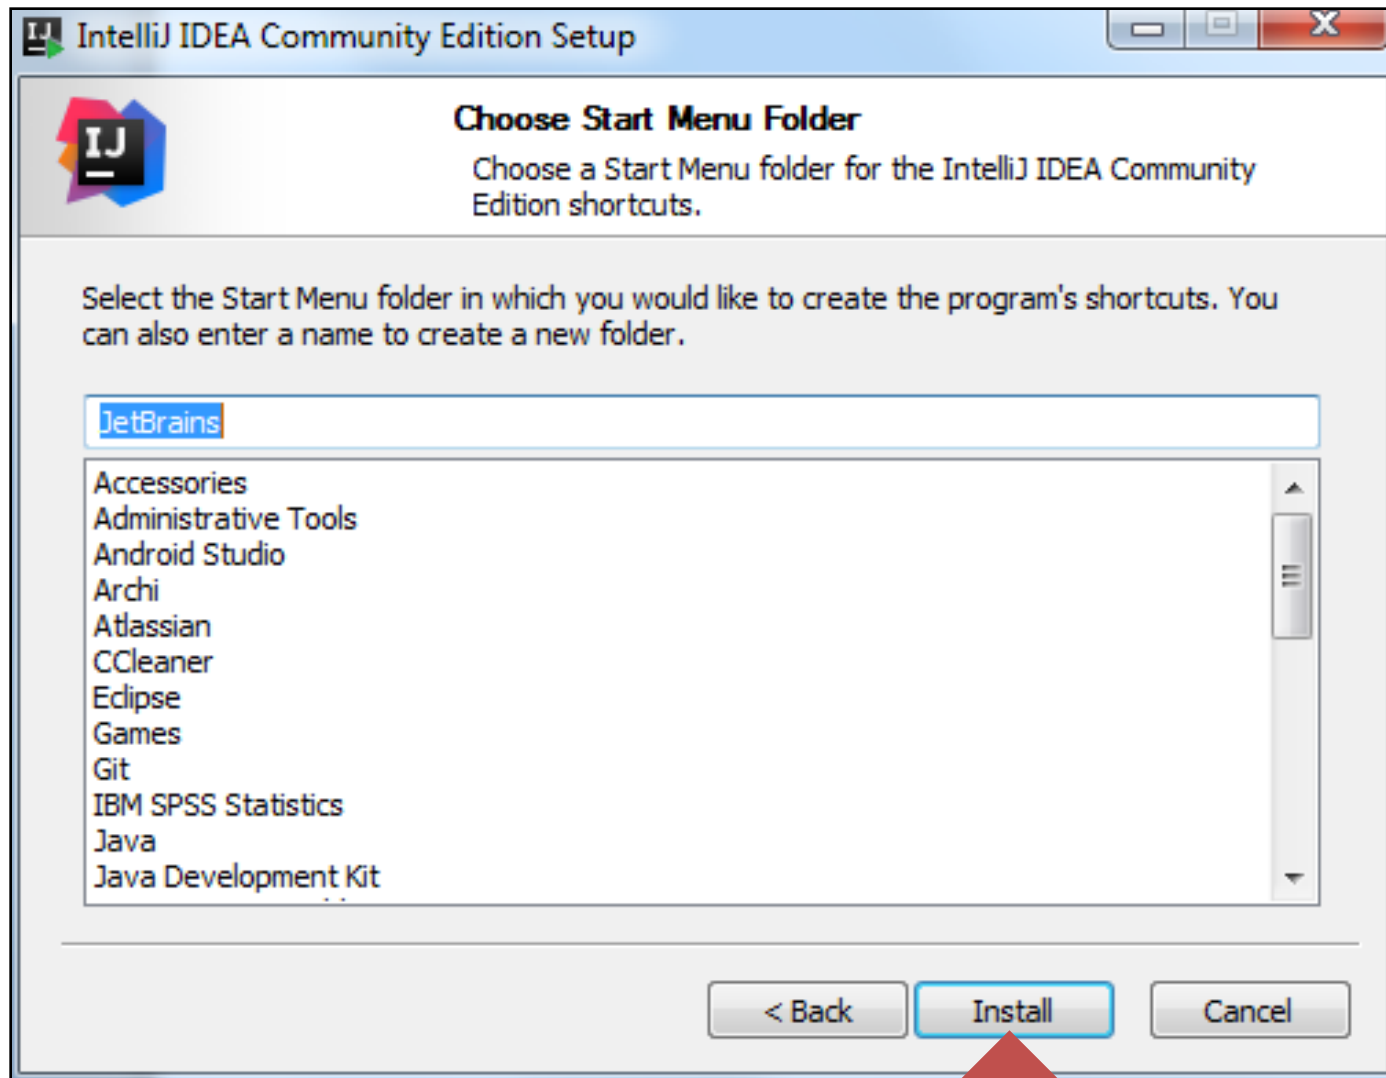 IntelliJ IDEA Community Edition Setup
IJ
Choose Start Menu Folder
Choose a Start Menu folder for the IntelliJ IDEA Community
Edition shortcuts.
Select the Start Menu folder in which you would like to create the program's shortcuts. You
can also enter a name to create a new folder.
JetBrains
Accessories
Administrative Tools
Android Studio
Archi
Atlassian
CCleaner
Eclipse
Games
Git
IBM SPSS Statistics
Java
Java Development Kit
< Back Install Cancel